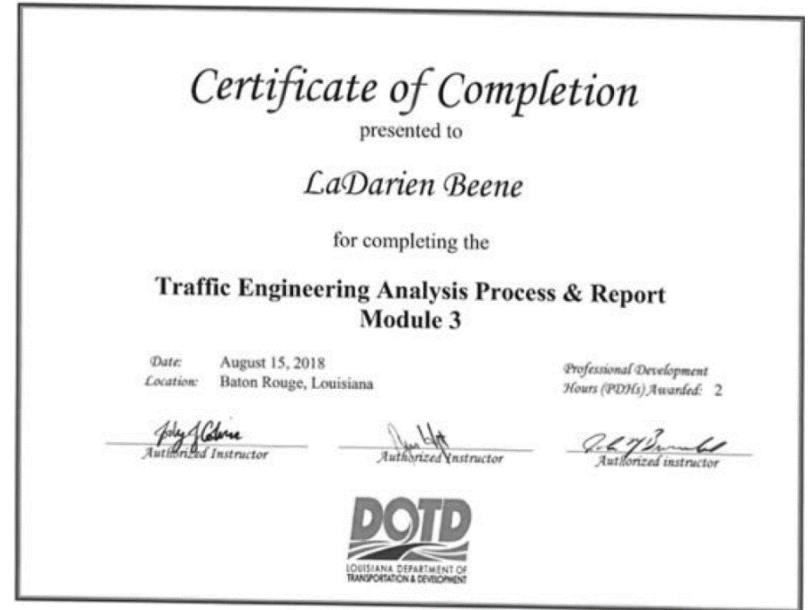 Certificate of Completion
presented to
LaDarien Beene
for completing the
Traffic Engineering Analysis Process & Report
Module 3
Date: August 15, 2018
Location: Baton Rouge, Louisiana
Professional Development
Hours (PDHs) Awarded: 2
Authorized Instructor
Authorized Instructor
Authorized instructor
DOTD
LOUISIANA DEPARTMENT OF
TRANSPORTATION & DEVELOPMENT